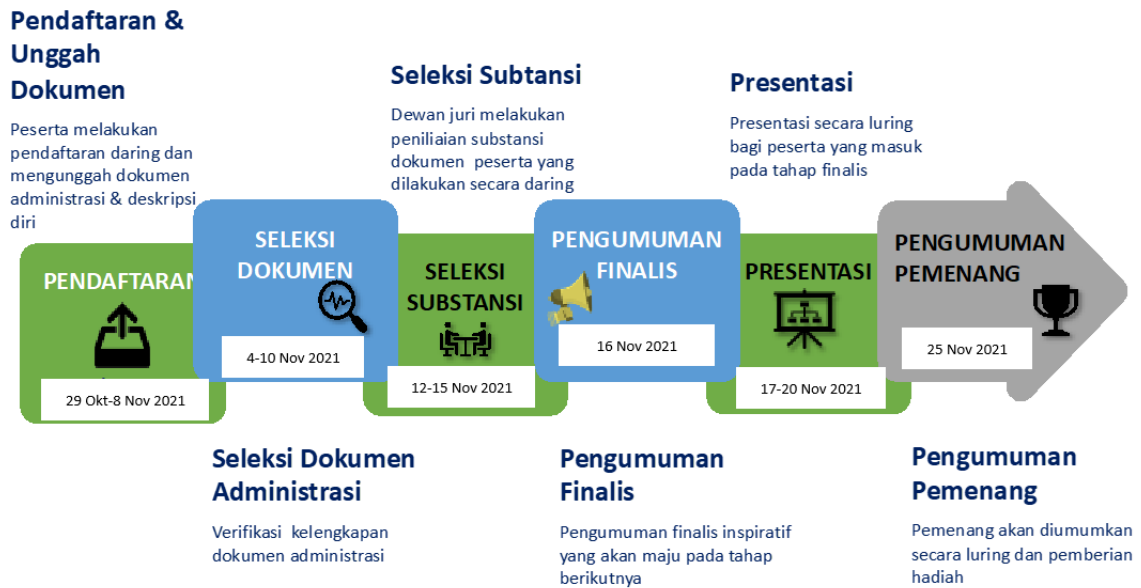 Pendaftaran &
Unggah
Dokumen
Peserta melakukan
pendaftaran daring dan
mengunggah dokumen
administrasi & deskripsi
diri
Seleksi Subtansi
Dewan juri melakukan
peniliaian substansi
dokumen peserta yang
dilakukan secara daring
Presentasi
Presentasi secara luring
bagi peserta yang masuk
pada tahap finalis
PENDAFTARAN
29 Okt-8 Nov 2021
SELEKSI
DOKUMEN
4-10 Nov 2021
SELEKSI
SUBSTANSI
12-15 Nov 2021
PENGUMUMAN
FINALIS
16 Nov 2021
PRESENTASI
17-20 Nov 2021
PENGUMUMAN
PEMENANG
25 Nov 2021
Seleksi Dokumen
Administrasi
Verifikasi kelengkapan
dokumen administrasi
Pengumuman
Finalis
Pengumuman finalis inspiratif
yang akan maju pada tahap
berikutnya
Pengumuman
Pemenang
Pemenang akan diumumkan
secara luring dan pemberian
hadiah